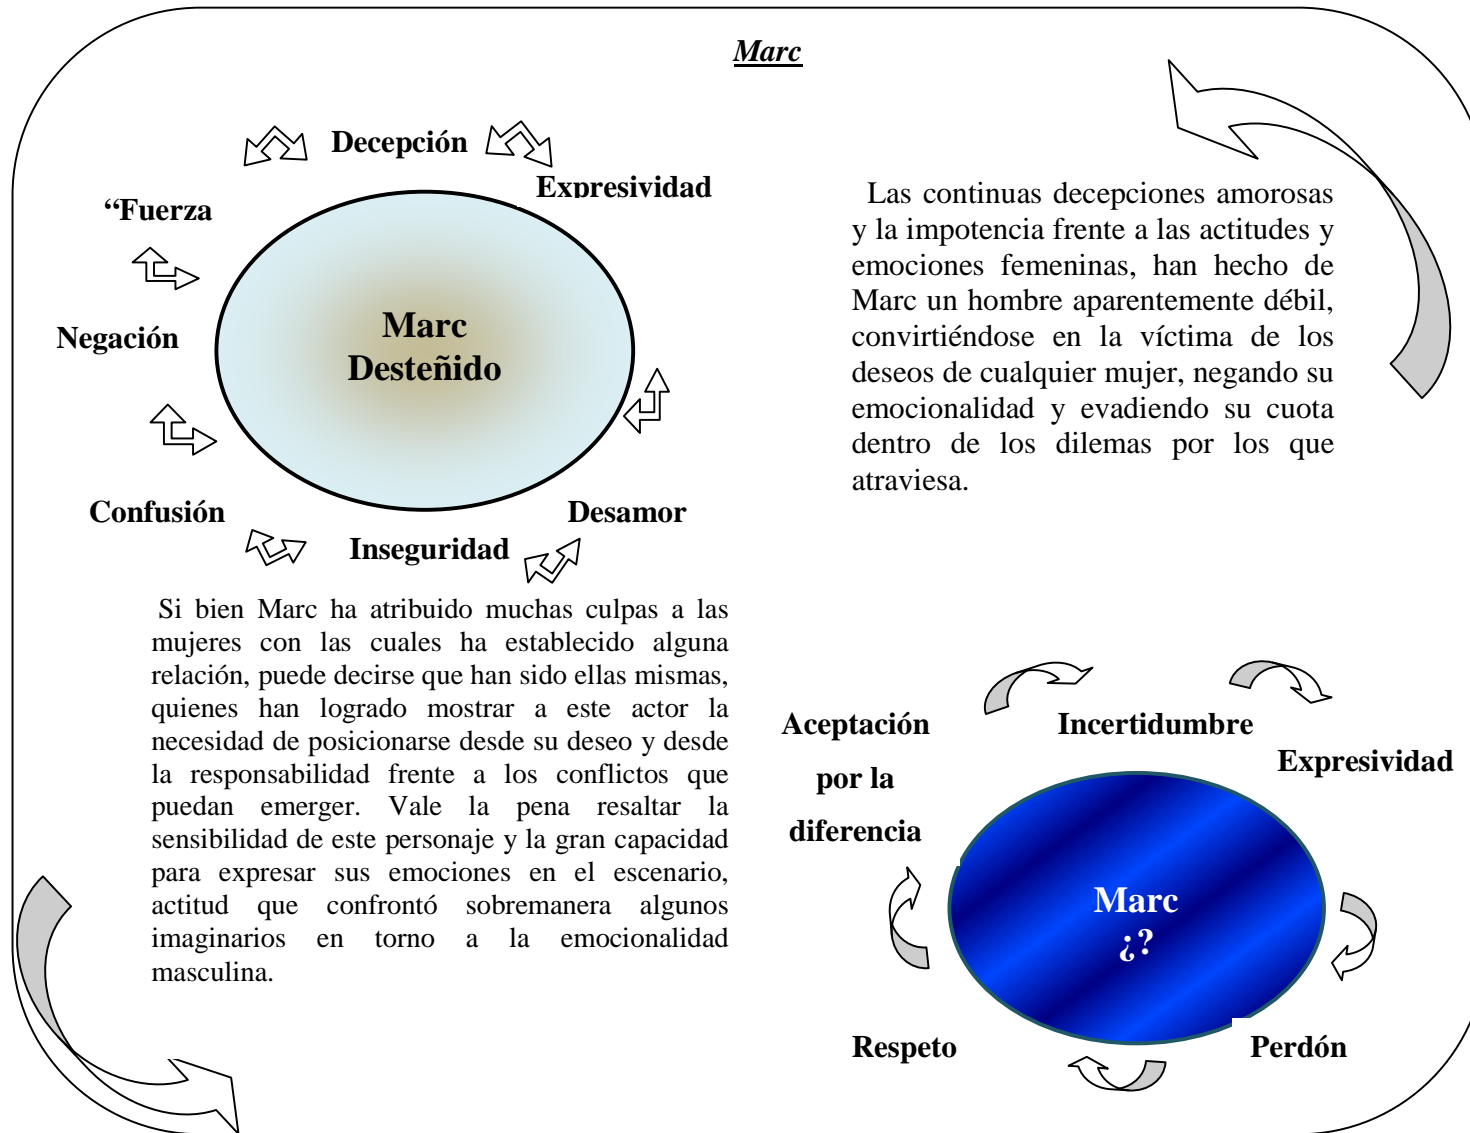 Marc
Decepción
Expresividad
“Fuerza
Negación
Marc
Desteñido
Confusión
Desamor
Inseguridad
Las continuas decepciones amorosas
y la impotencia frente a las actitudes y
emociones femeninas, han hecho de
Marc un hombre aparentemente débil,
convirtiéndose en la víctima de los
deseos de cualquier mujer, negando su
emocionalidad y evadiendo su cuota
dentro de los dilemas por los que
atraviesa.
Si bien Marc ha atribuido muchas culpas a las
mujeres con las cuales ha establecido alguna
relación, puede decirse que han sido ellas mismas,
quienes han logrado mostrar a este actor la
necesidad de posicionarse desde su deseo y desde
la responsabilidad frente a los conflictos que
puedan emerger. Vale la pena resaltar la
sensibilidad de este personaje y la gran capacidad
para expresar sus emociones en el escenario,
actitud que confrontó sobremanera algunos
imaginarios en torno a la emocionalidad
masculina.
Aceptación
por la
diferencia
Incertidumbre
Expresividad
Marc
¿?
Respeto
Perdón